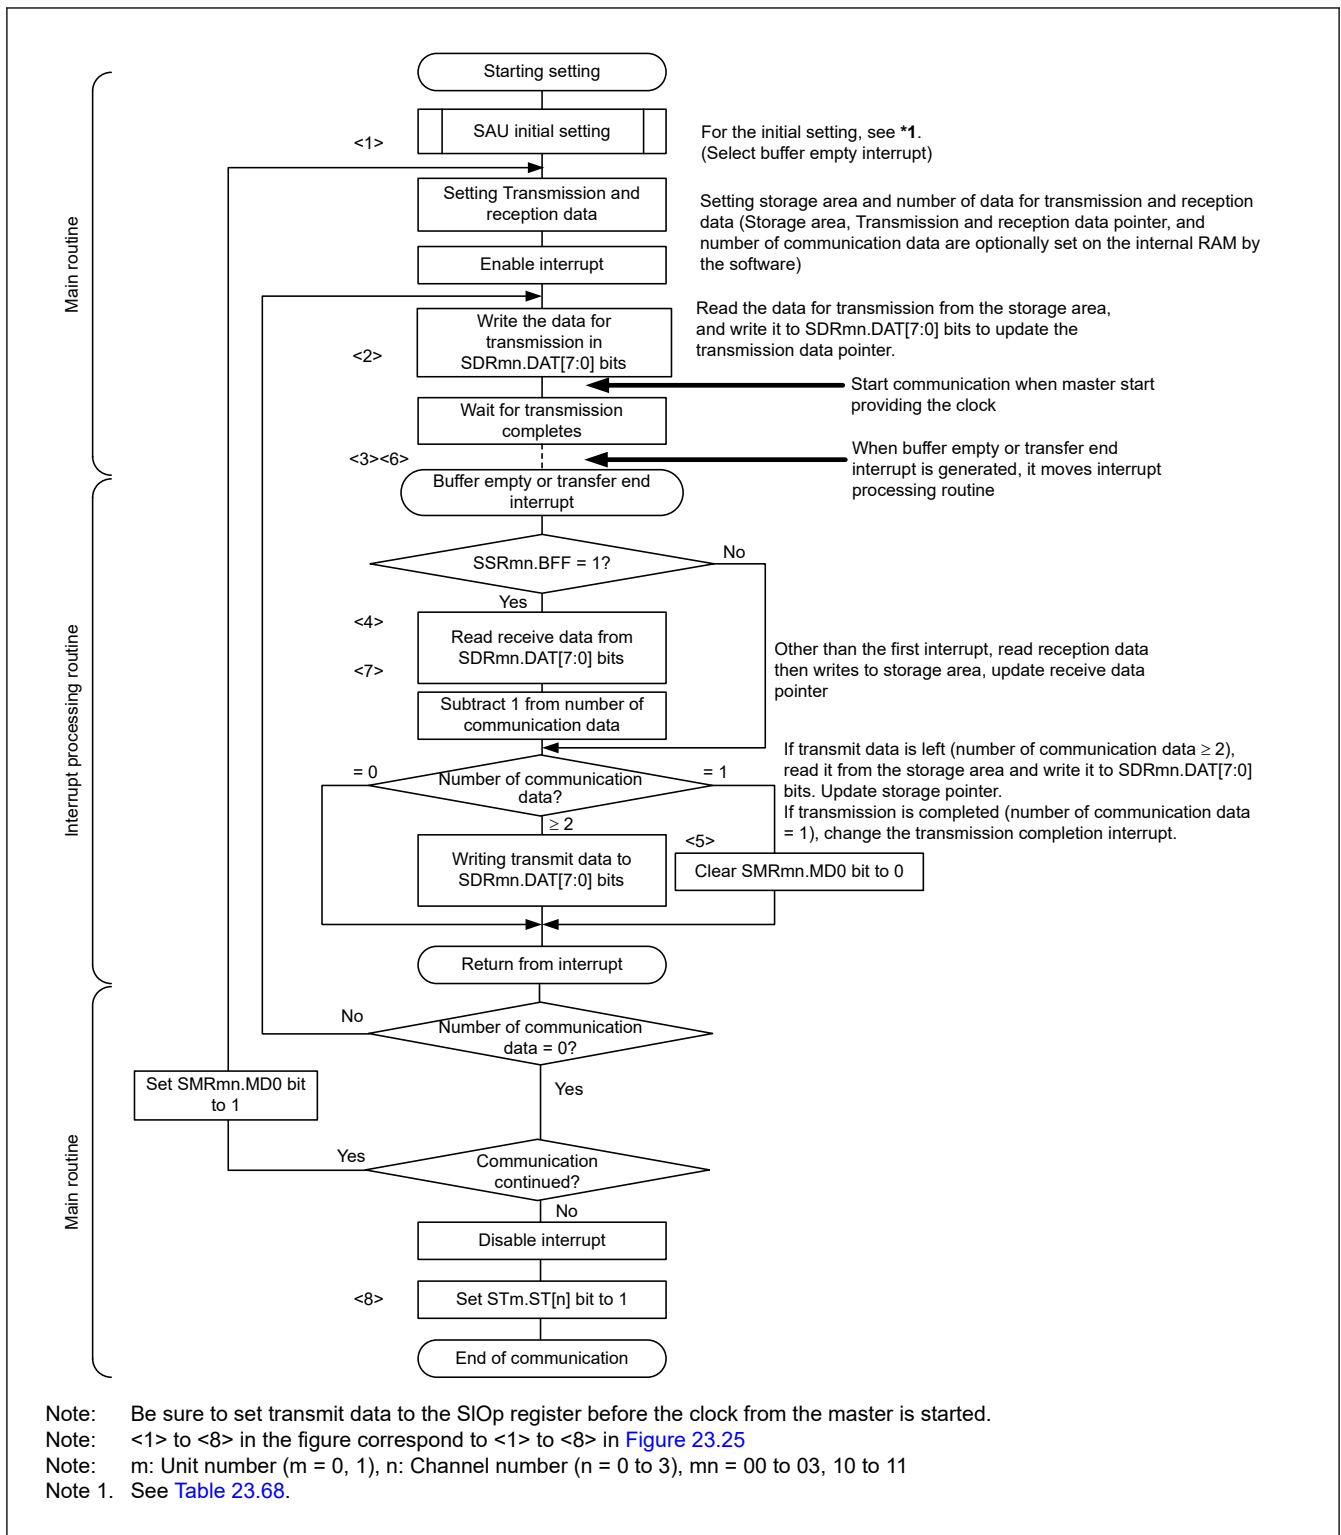 Starting setting
SAU initial setting
For the initial setting, see *1.
(Select buffer empty interrupt)
<1>
Setting Transmission and
reception data
Setting storage area and number of data for transmission and reception
data (Storage area, Transmission and reception data pointer, and
number of communication data are optionally set on the internal RAM by
the software)
Main routine
Enable interrupt
Write the data for
transmission in
SDRmn.DAT[7:0] bits
<2>
Read the data for transmission from the storage area,
and write it to SDRmn.DAT[7:0] bits to update the
transmission data pointer.
Start communication when master start
providing the clock
Wait for transmission
completes
<3><6>
When buffer empty or transfer end
interrupt is generated, it moves interrupt
processing routine
Buffer empty or transfer end
interrupt
SSRmn.BFF = 1?
No
Yes
<4>
Read receive data from
SDRmn.DAT[7:0] bits
<7>
Other than the first interrupt, read reception data
then writes to storage area, update receive data
pointer
Interrupt processing routine
Subtract 1 from number of
communication data
If transmit data is left (number of communication data ≥ 2),
read it from the storage area and write it to SDRmn.DAT[7:0]
bits. Update storage pointer.
If transmission is completed (number of communication data
= 1), change the transmission completion interrupt.
= 0
Number of communication
data?
= 1
≥ 2
<5>
Writing transmit data to
SDRmn.DAT[7:0] bits
Clear SMRmn.MD0 bit to 0
Return from interrupt
No
Number of communication
data = 0?
Yes
Set SMRmn.MD0 bit
to 1
Main routine
Yes
Communication
continued?
No
Disable interrupt
<8>
Set STm.ST[n] bit to 1
End of communication
Note: Be sure to set transmit data to the SIOp register before the clock from the master is started.
Note: <1> to <8> in the figure correspond to <1> to <8> in Figure 23.25
Note: m: Unit number (m = 0, 1), n: Channel number (n = 0 to 3), mn = 00 to 03, 10 to 11
Note 1. See Table 23.68.